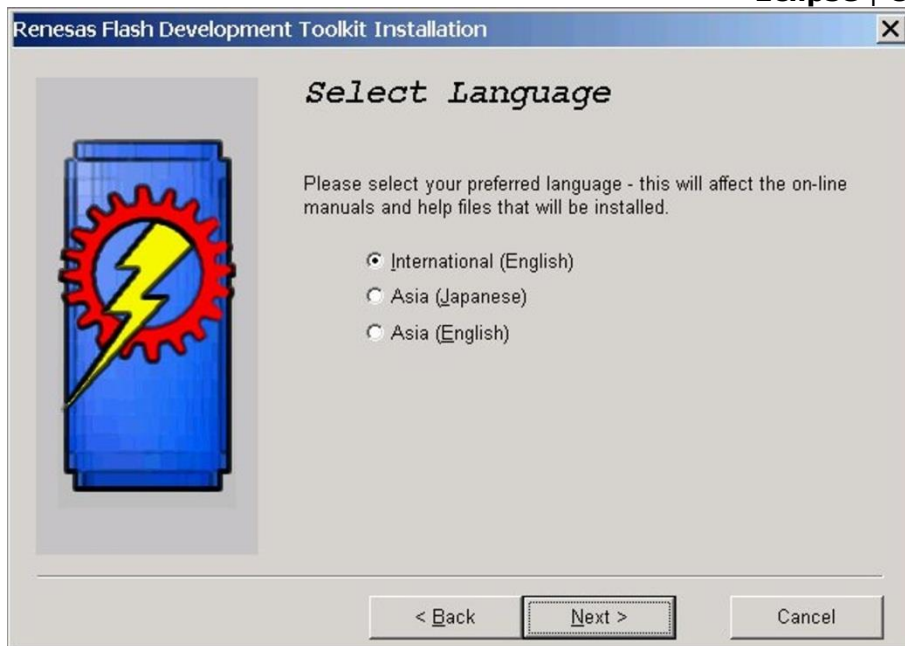 Renesas Flash Development Toolkit Installation
Select Language
Please select your preferred language - this will affect the on-line
manuals and help files that will be installed.
International (English)
Asia (Japanese)
Asia (English)
< Back
Next >
Cancel